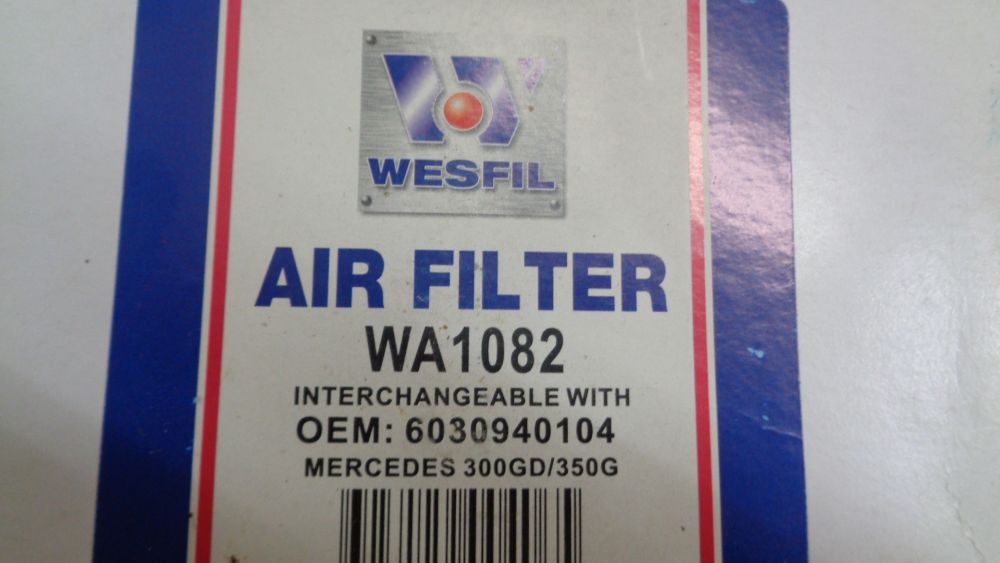 WESFIL
AIR FILTER
WA1082
INTERCHANGEABLE WITH
OEM: 6030940104
MERCEDES 300GD/350G